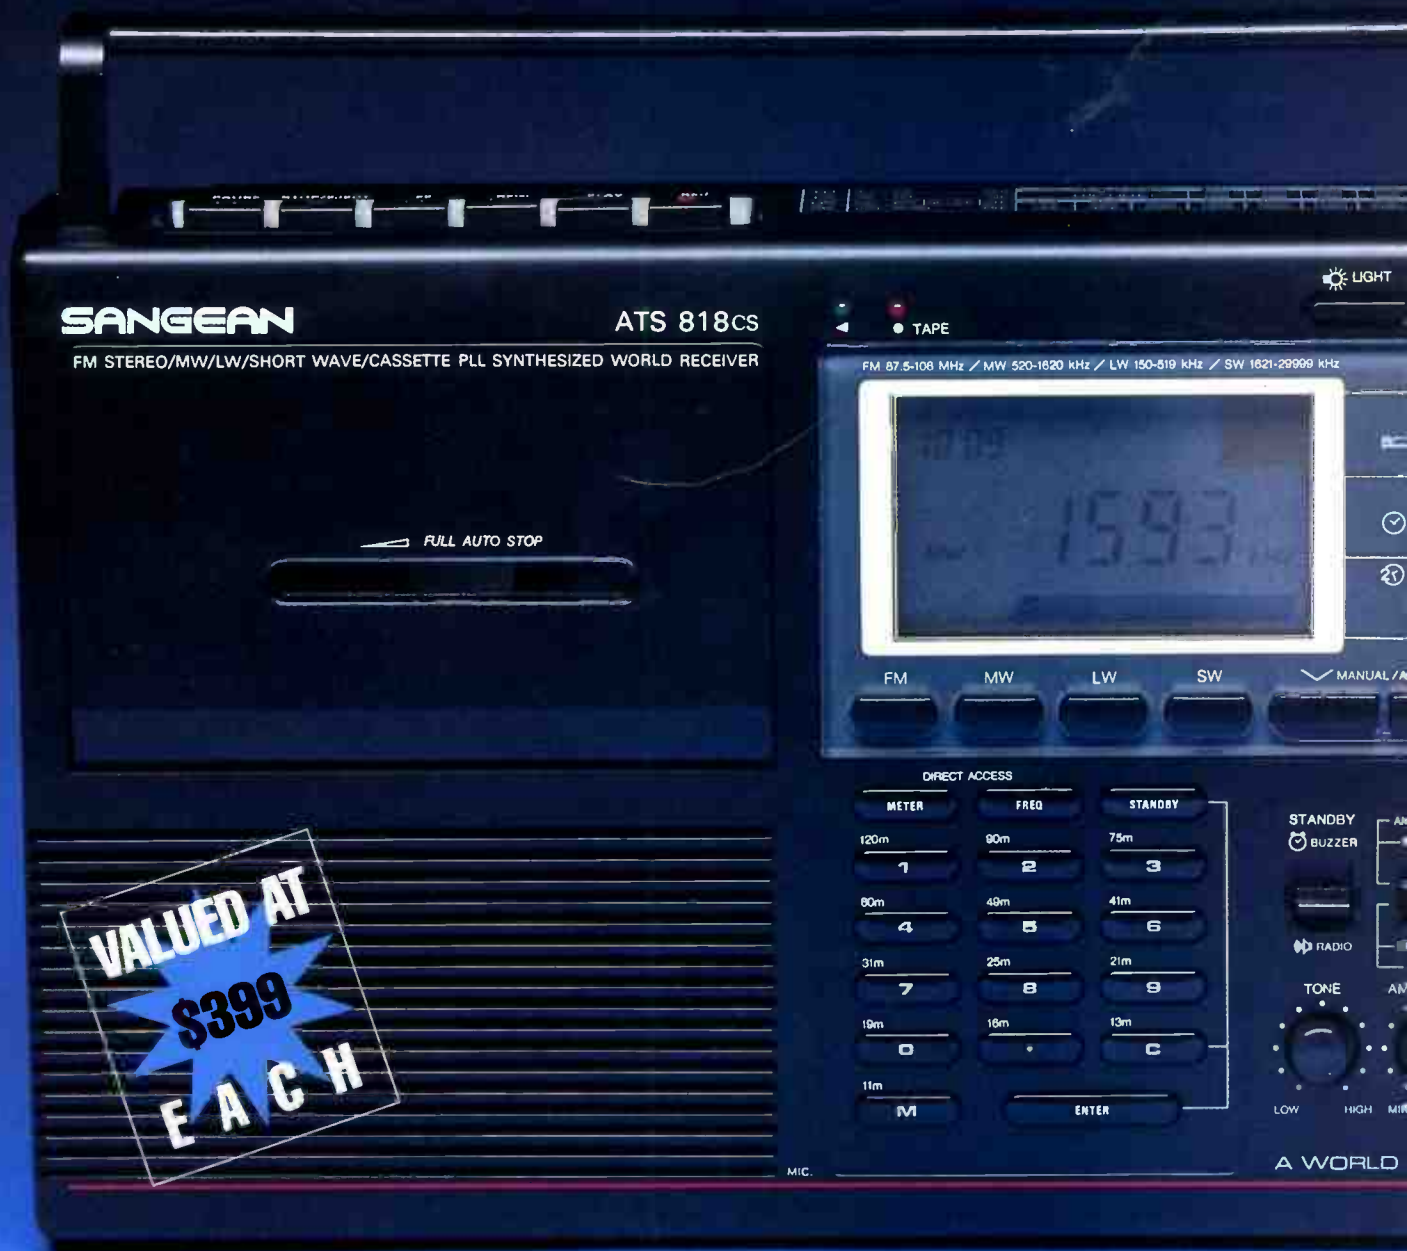 LIGHT
SANGEAN
ATS 818CS
TAPE
FM STEREO/MW/LW/SHORT WAVE/CASSETTE PLL SYNTHESIZED WORLD RECEIVER
FM 87.5-108 MHz / MW 520-1620 kHz / LW 150-519 kHz / SW 1621-29999 kHz
1593
FULL AUTO STOP
FM MW LW SW MANUAL/A
DIRECT ACCESS
METER FREQ STANDBY
120m 90m 75m
1 2 3
60m 49m 41m
4 5 6
31m 25m 21m
7 8 9
19m 16m 13m
0 . C
11m
M ENTER
STANDBY
BUZZER
RADIO
TONE
LOW HIGH
MIC.
A WORLD
VALUED AT
$399
EACH